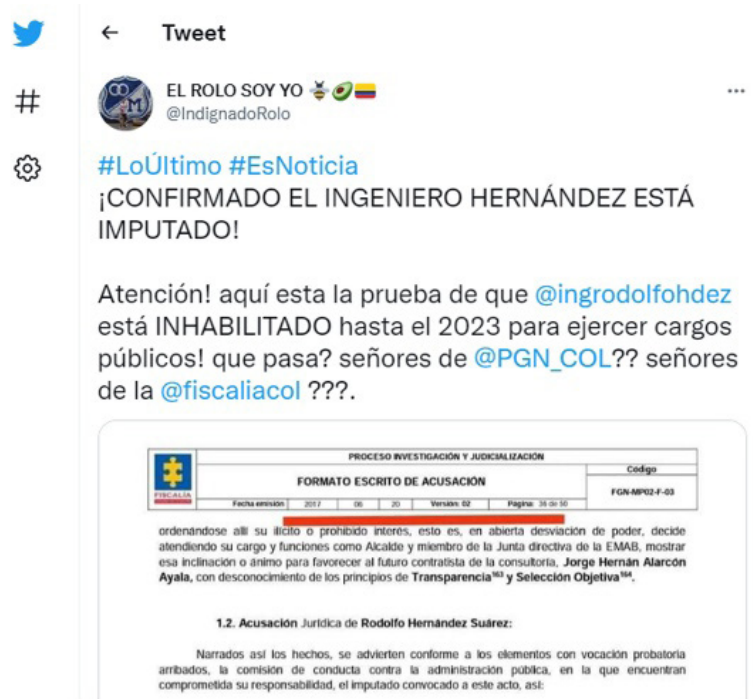 Tweet
EL ROLO SOY YO
@IndignadoRolo
#LoÚltimo #EsNoticia
¡CONFIRMADO EL INGENIERO HERNÁNDEZ ESTÁ
IMPUTADO!
Atención! aquí esta la prueba de que @ingrodolfohdez
está INHABILITADO hasta el 2023 para ejercer cargos
públicos! que pasa? señores de @PGN_COL?? señores
de la @fiscaliacol ???.
PROCESO INVESTIGACIÓN Y JUDICIALIZACIÓN
Código
FORMATO ESCRITO DE ACUSACIÓN
FGN-MP02-F-03
FISCALÍA
Fecha emisión 2017 06 20 Versión: 02 Página: 36 de 50
ordenándose allí su ilícito o prohibido interés, esto es, en abierta desviación de poder, decide
atendiendo su cargo y funciones como Alcalde y miembro de la Junta directiva de la EMAB, mostrar
esa inclinación o ánimo para favorecer al futuro contratista de la consultoría, Jorge Hernán Alarcón
Ayala, con desconocimiento de los principios de Transparencia¹⁶³ y Selección Objetiva¹⁶⁴.
1.2. Acusación Jurídica de Rodolfo Hernández Suárez:
Narrados así los hechos, se advierten conforme a los elementos con vocación probatoria
arribados, la comisión de conducta contra la administración pública, en la que encuentran
comprometida su responsabilidad, el imputado convocado a este acto, así: